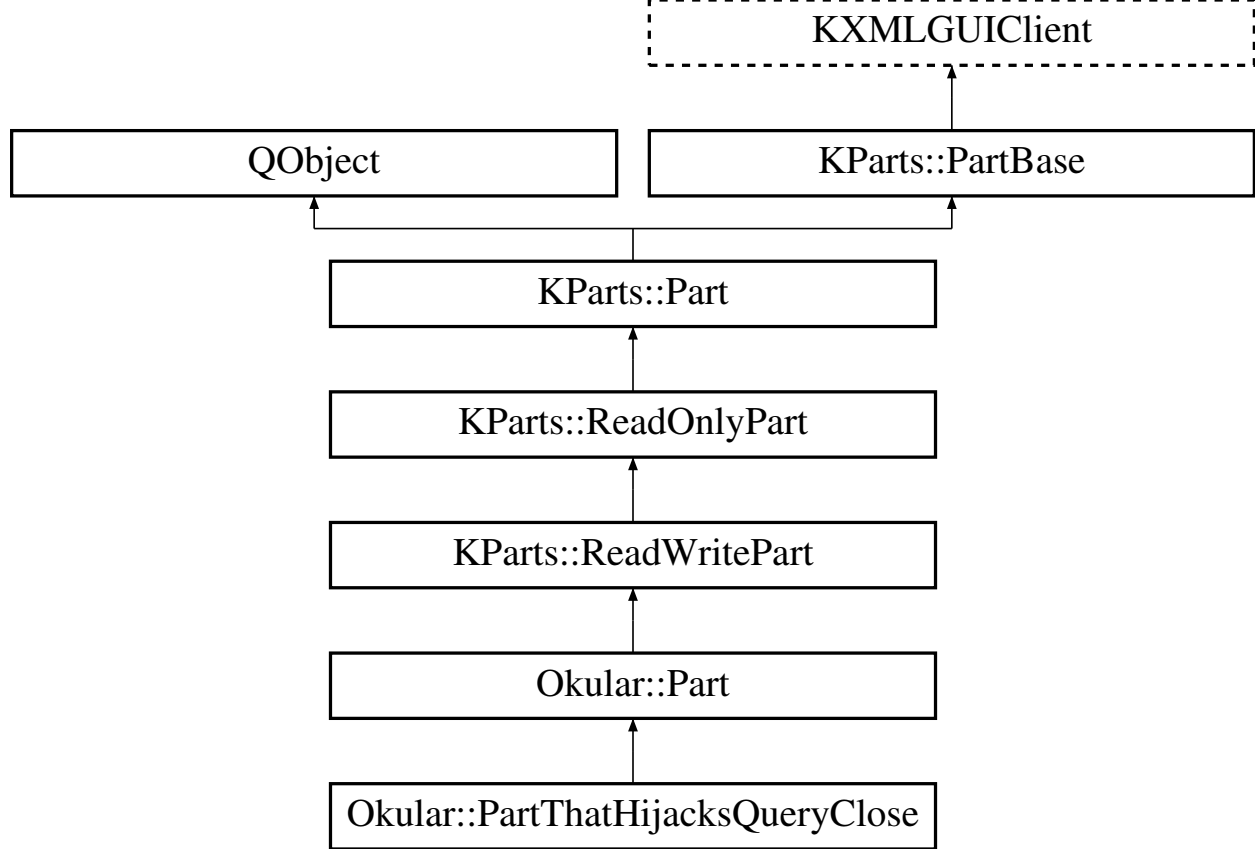 KXMLGUIClient
QObject
KParts::PartBase
KParts::Part
KParts::ReadOnlyPart
KParts::ReadWritePart
Okular::Part
Okular::PartThatHijacksQueryClose